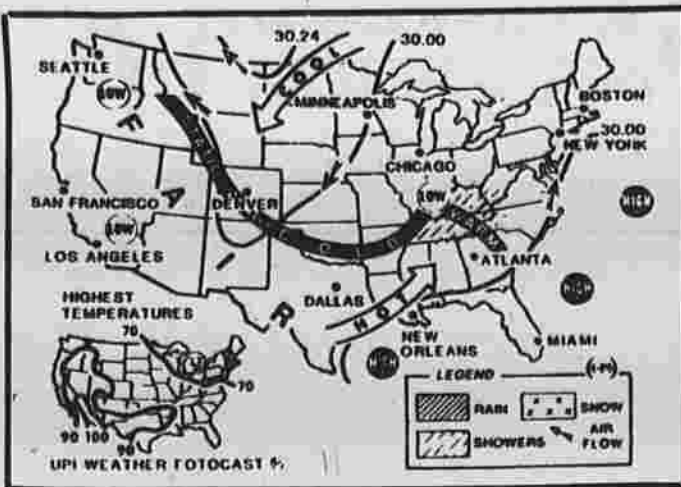 30.24
30.00
SEATTLE
LOW
COOL
MINNEAPOLIS
BOSTON
30.00
NEW YORK
F
CHICAGO
A
SAN FRANCISCO
DENVER
LOW
HIGH
LOW
LOS ANGELES
I
ATLANTA
HIGH
R
DALLAS
HOT
HIGHEST
TEMPERATURES
70
NEW
ORLEANS
MIAMI
70
LEGEND
RAIN
SNOW
SHOWERS
AIR
FLOW
90 100
90
UPI WEATHER FOTOCAST